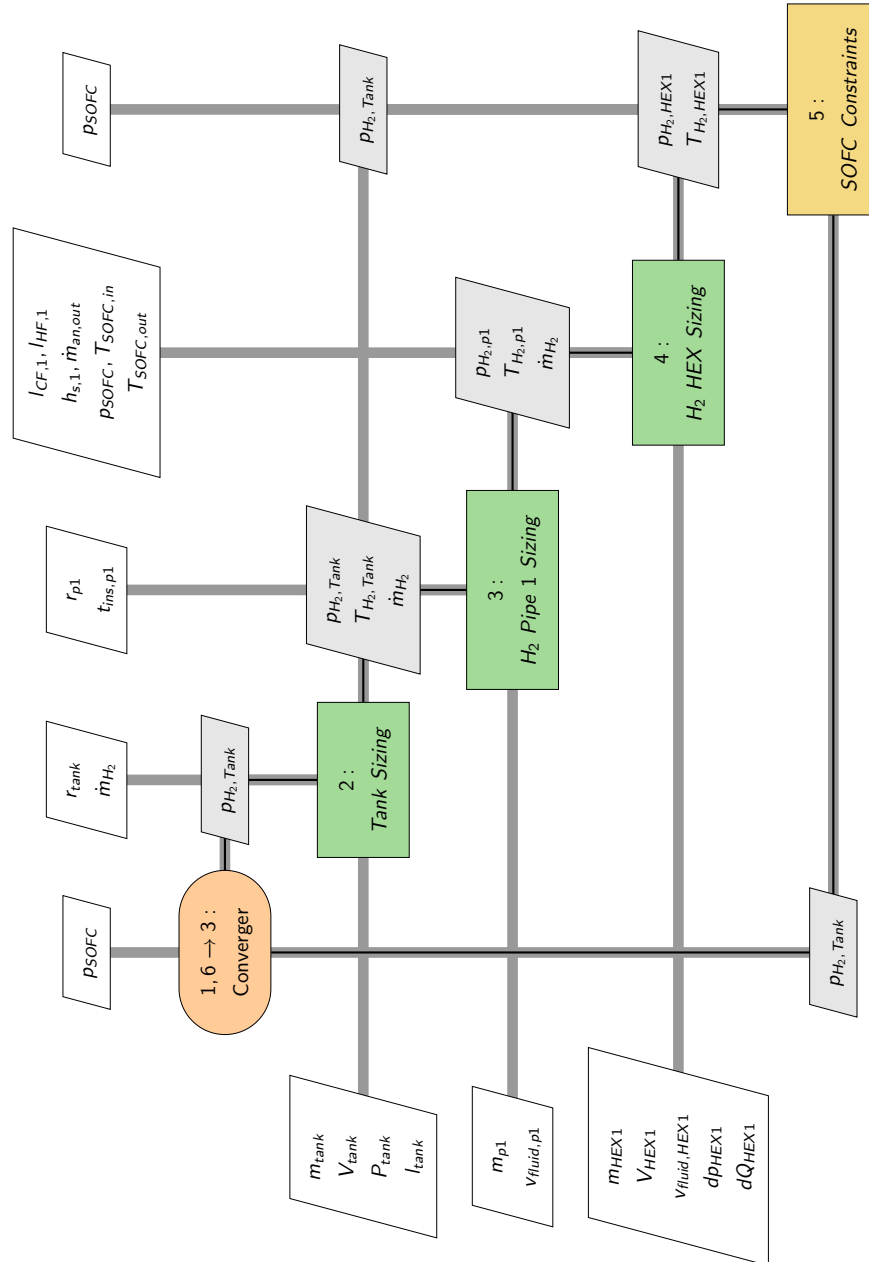 p_SOFC
r_tank
ṁ_H₂
r_p1
t_ins,p1
l_CF,1, l_HF,1
h_s,1, ṁ_an,out
p_SOFC, T_SOFC,in
T_SOFC,out
p_SOFC
1, 6 → 3 :
Converger
p_H₂,Tank
m_tank
V_tank
P_tank
l_tank
2 :
Tank Sizing
p_H₂,Tank
T_H₂,Tank
ṁ_H₂
p_H₂,Tank
m_p1
v_fluid,p1
3 :
H₂ Pipe 1 Sizing
p_H₂,p1
T_H₂,p1
ṁ_H₂
m_HEX1
V_HEX1
v_fluid,HEX1
dp_HEX1
dQ_HEX1
4 :
H₂ HEX Sizing
p_H₂,HEX1
T_H₂,HEX1
p_H₂,Tank
5 :
SOFC Constraints